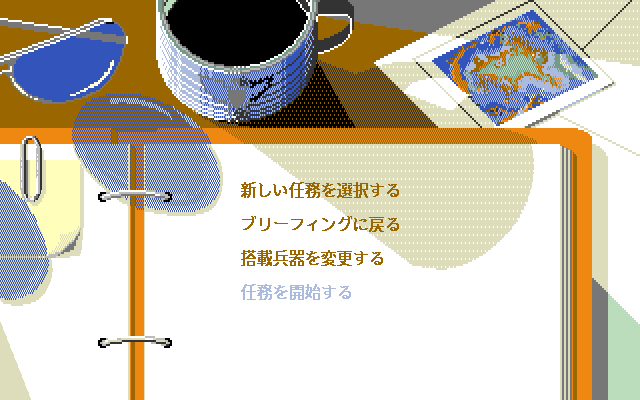 新しい任務を選択する
ブリーフィングに戻る
搭載兵器を変更する
任務を開始する